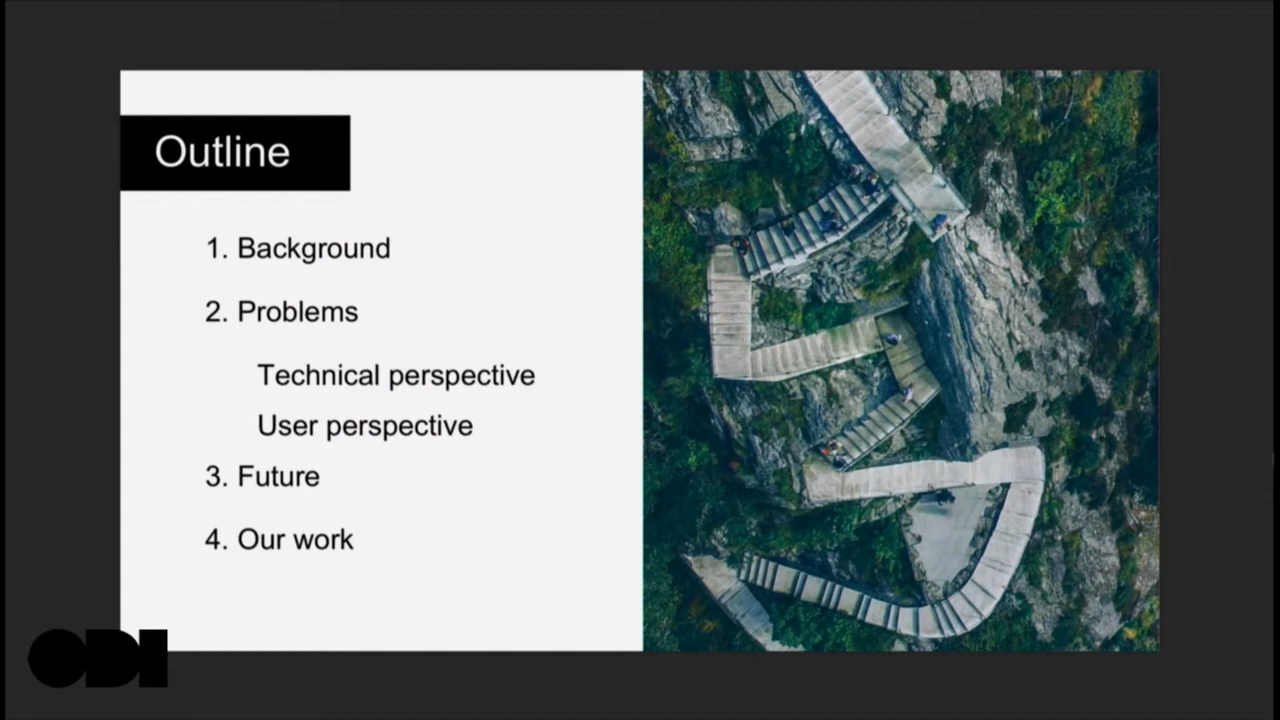 Outline
1. Background
2. Problems
Technical perspective
User perspective
3. Future
4. Our work
ODI